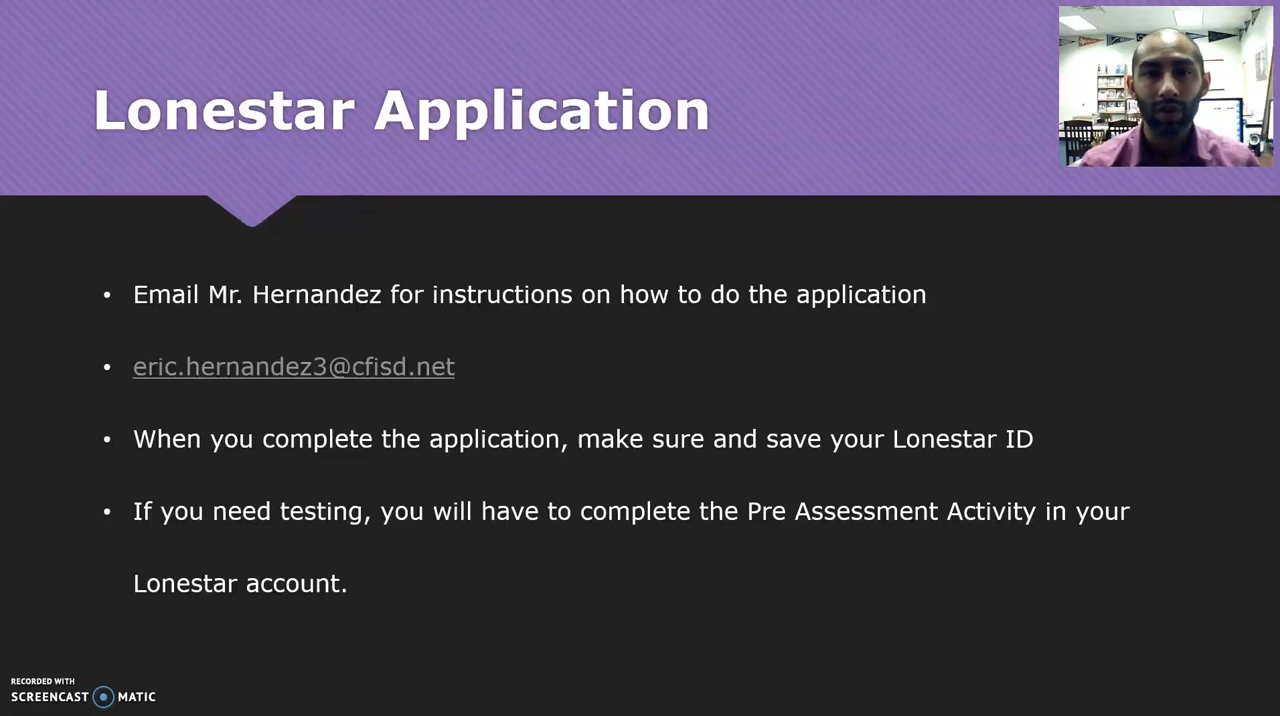 Lonestar Application
• Email Mr. Hernandez for instructions on how to do the application
• eric.hernandez3@cfisd.net
• When you complete the application, make sure and save your Lonestar ID
• If you need testing, you will have to complete the Pre Assessment Activity in your
Lonestar account.
RECORDED WITH
SCREENCAST MATIC